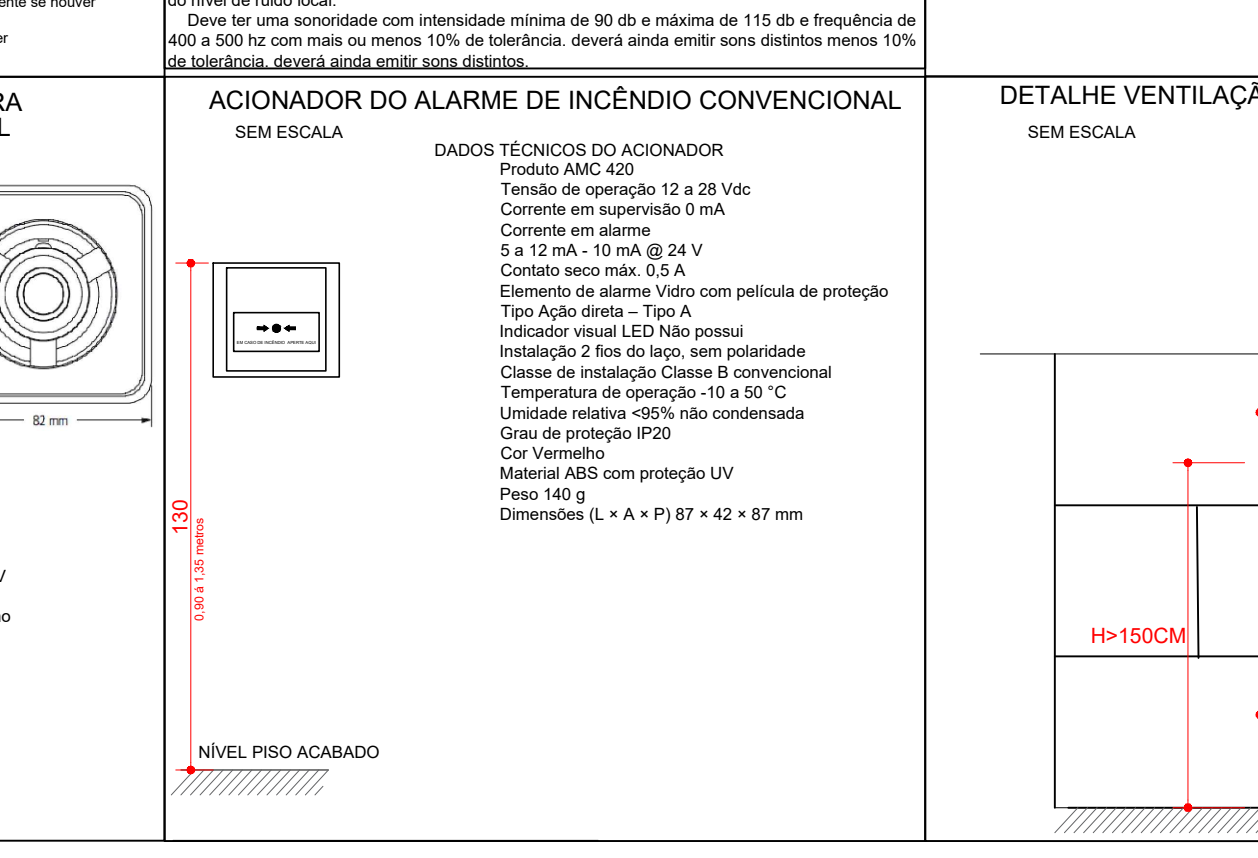 ente se houver
er
do nível de ruído local.
Deve ter uma sonoridade com intensidade mínima de 90 db e máxima de 115 db e frequência de
400 a 500 hz com mais ou menos 10% de tolerância. deverá ainda emitir sons distintos menos 10%
de tolerância. deverá ainda emitir sons distintos.
RA
L
82 mm
V
no
ACIONADOR DO ALARME DE INCÊNDIO CONVENCIONAL
SEM ESCALA
DADOS TÉCNICOS DO ACIONADOR
Produto AMC 420
Tensão de operação 12 a 28 Vdc
Corrente em supervisão 0 mA
Corrente em alarme
5 a 12 mA - 10 mA @ 24 V
Contato seco máx. 0,5 A
Elemento de alarme Vidro com película de proteção
Tipo Ação direta – Tipo A
Indicador visual LED Não possui
Instalação 2 fios do laço, sem polaridade
Classe de instalação Classe B convencional
Temperatura de operação -10 a 50 °C
Umidade relativa <95% não condensada
Grau de proteção IP20
Cor Vermelho
Material ABS com proteção UV
Peso 140 g
Dimensões (L × A × P) 87 × 42 × 87 mm
EM CASO DE INCÊNDIO APERTE AQUI
130
0,90 á 1,35 metros
NÍVEL PISO ACABADO
DETALHE VENTILAÇÃ
SEM ESCALA
H>150CM